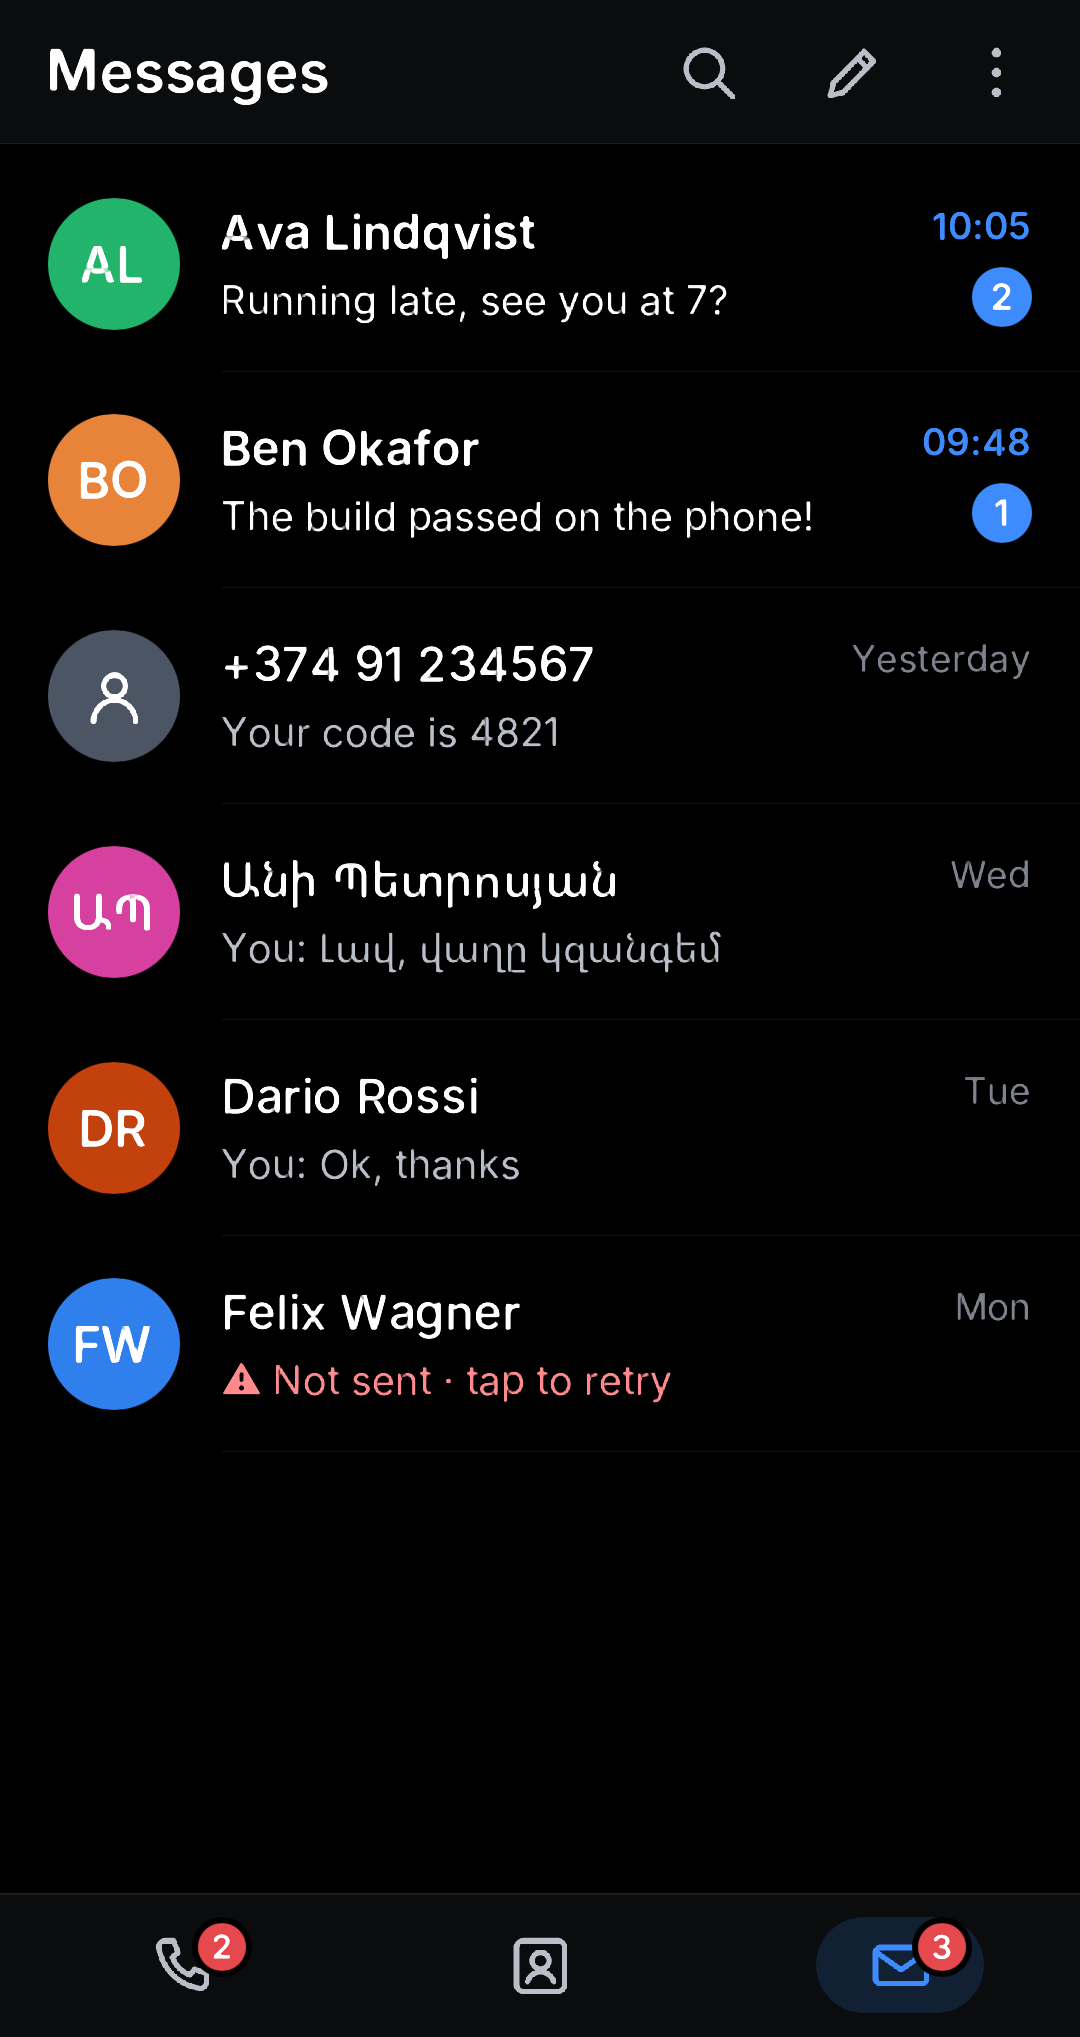 Messages
AL
Ava Lindqvist
10:05
Running late, see you at 7?
2
BO
Ben Okafor
09:48
The build passed on the phone!
1
+374 91 234567
Yesterday
Your code is 4821
ԱՊ
Անի Պետրոսյան
Wed
You: Լավ, վաղը կզանգեմ
DR
Dario Rossi
Tue
You: Ok, thanks
FW
Felix Wagner
Mon
Not sent · tap to retry
2
3